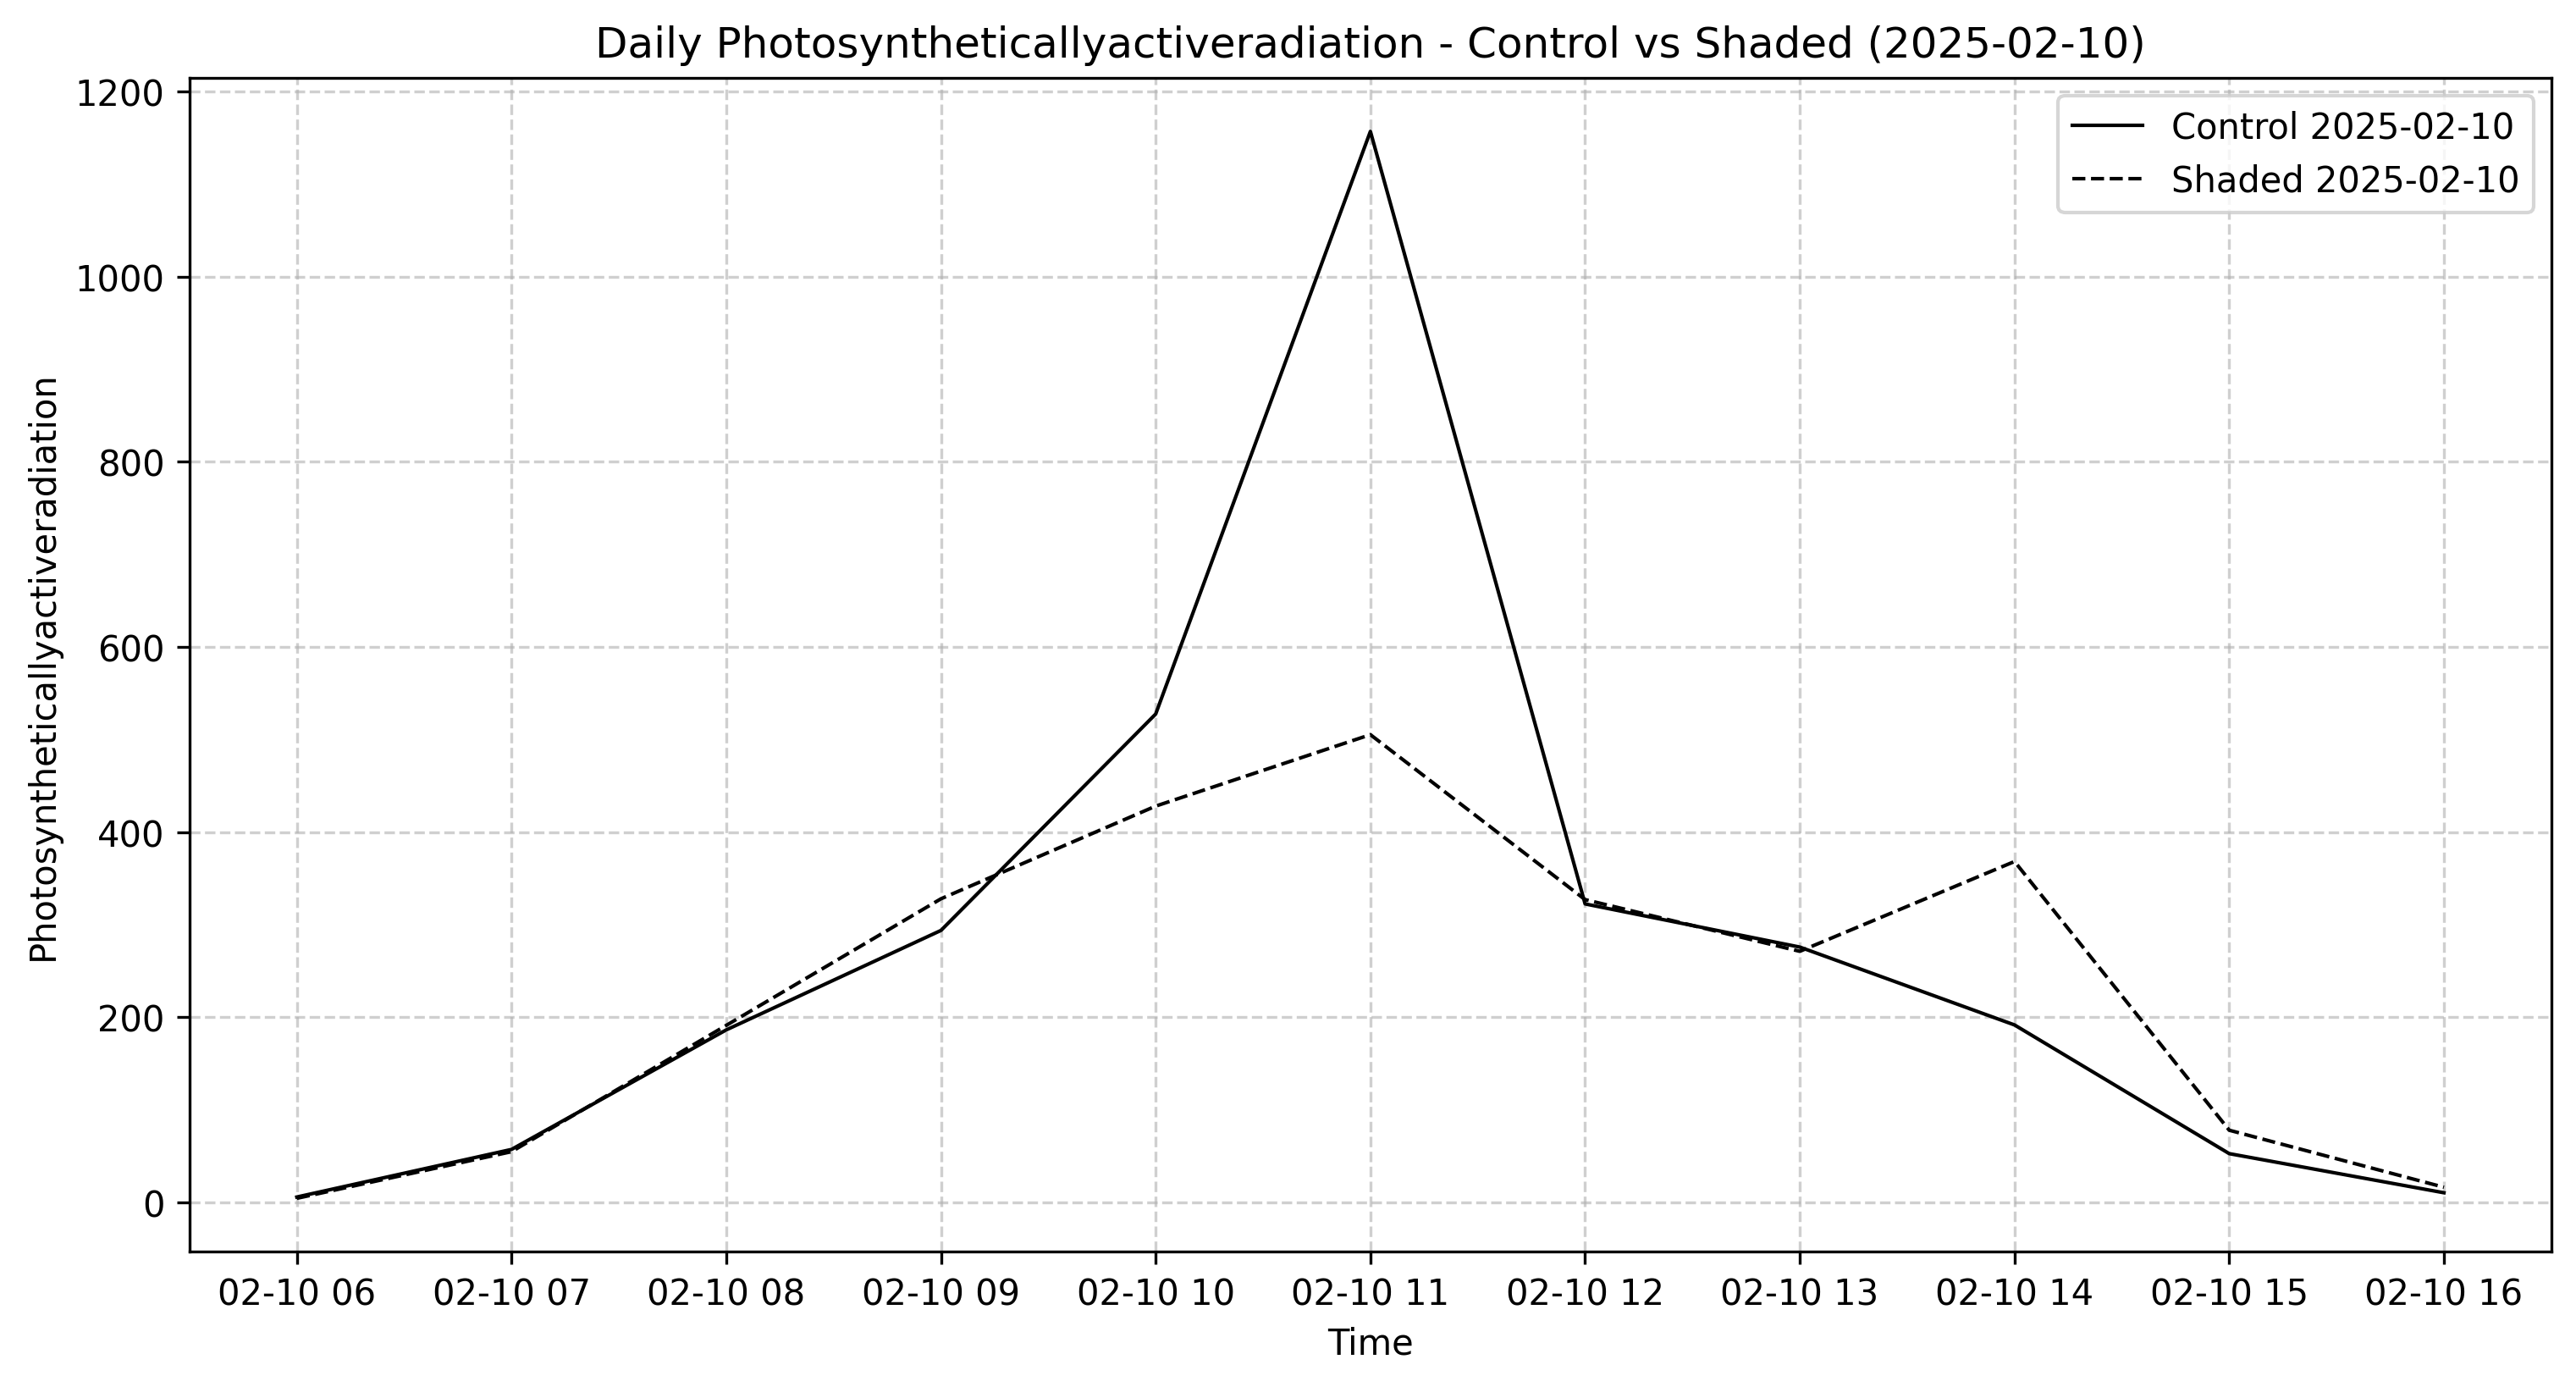 Daily Photosyntheticallyactiveradiation - Control vs Shaded (2025-02-10)
Control 2025-02-10
Shaded 2025-02-10
Photosyntheticallyactiveradiation
1200
1000
800
600
400
200
0
02-10 06 02-10 07 02-10 08 02-10 09 02-10 10 02-10 11 02-10 12 02-10 13 02-10 14 02-10 15 02-10 16
Time